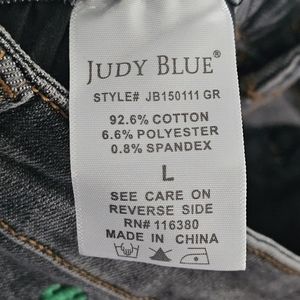 JUDY BLUE®
STYLE# JB150111 GR
92.6% COTTON
6.6% POLYESTER
0.8% SPANDEX
L
SEE CARE ON
REVERSE SIDE
RN# 116380
MADE IN CHINA